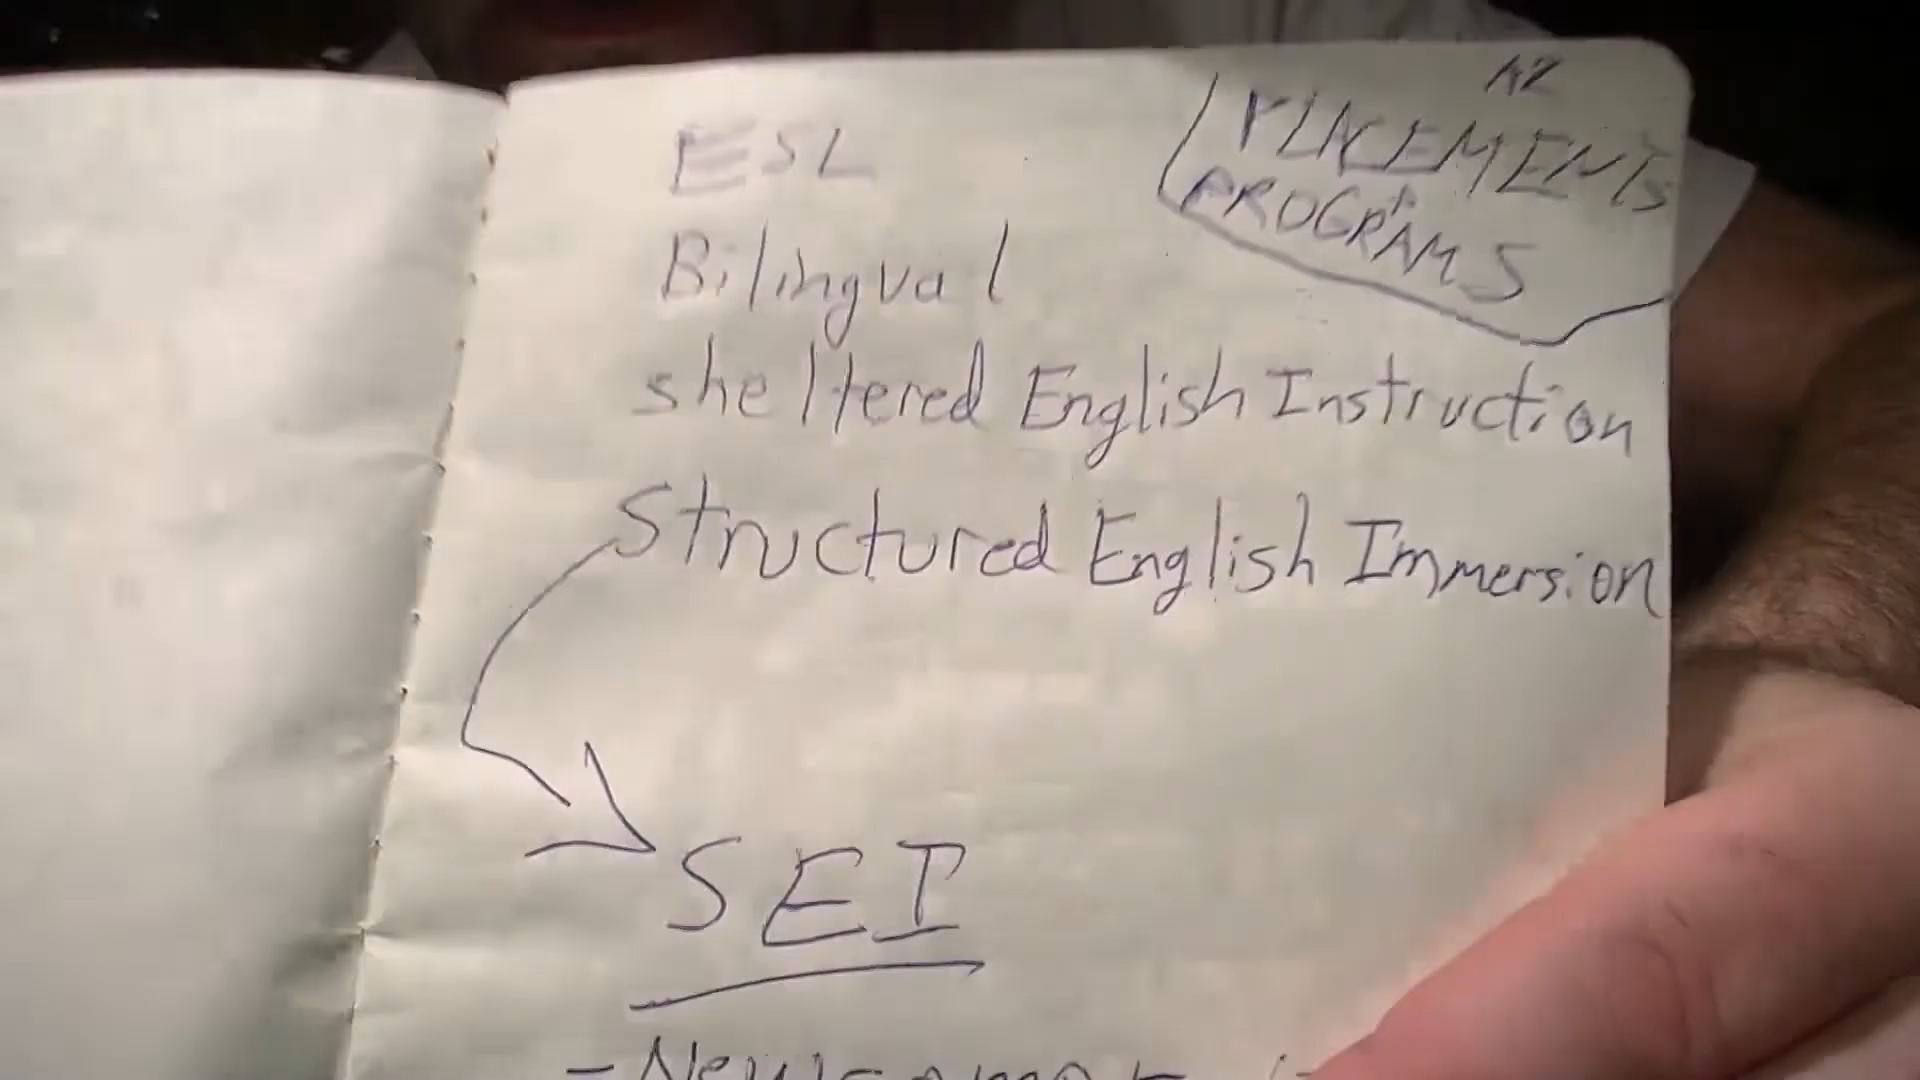 AZ
PLACEMENTS
PROGRAMS
ESL
Bilingual
sheltered English Instruction
Structured English Immersion
SEI